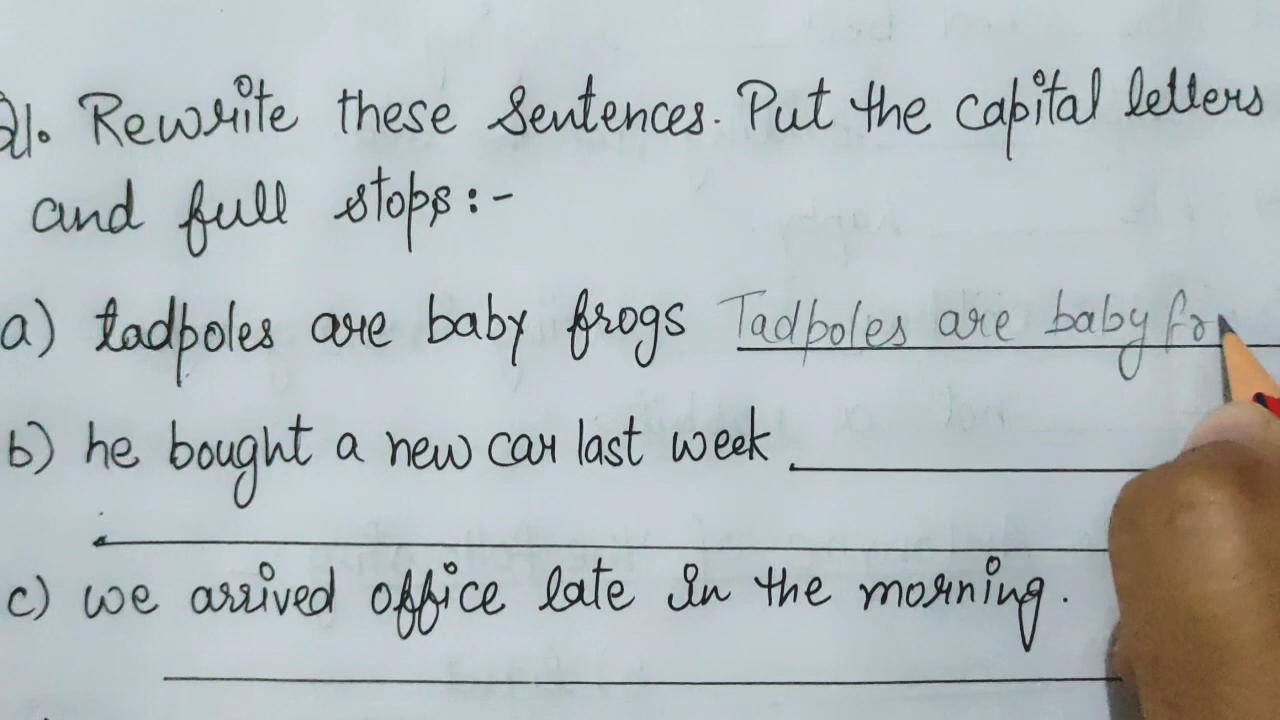 Q1. Rewrite these Sentences. Put the capital letters
and full stops:-
a) tadpoles are baby frogs Tadpoles are baby
b) he bought a new car last week
c) we arrived office late in the morning.